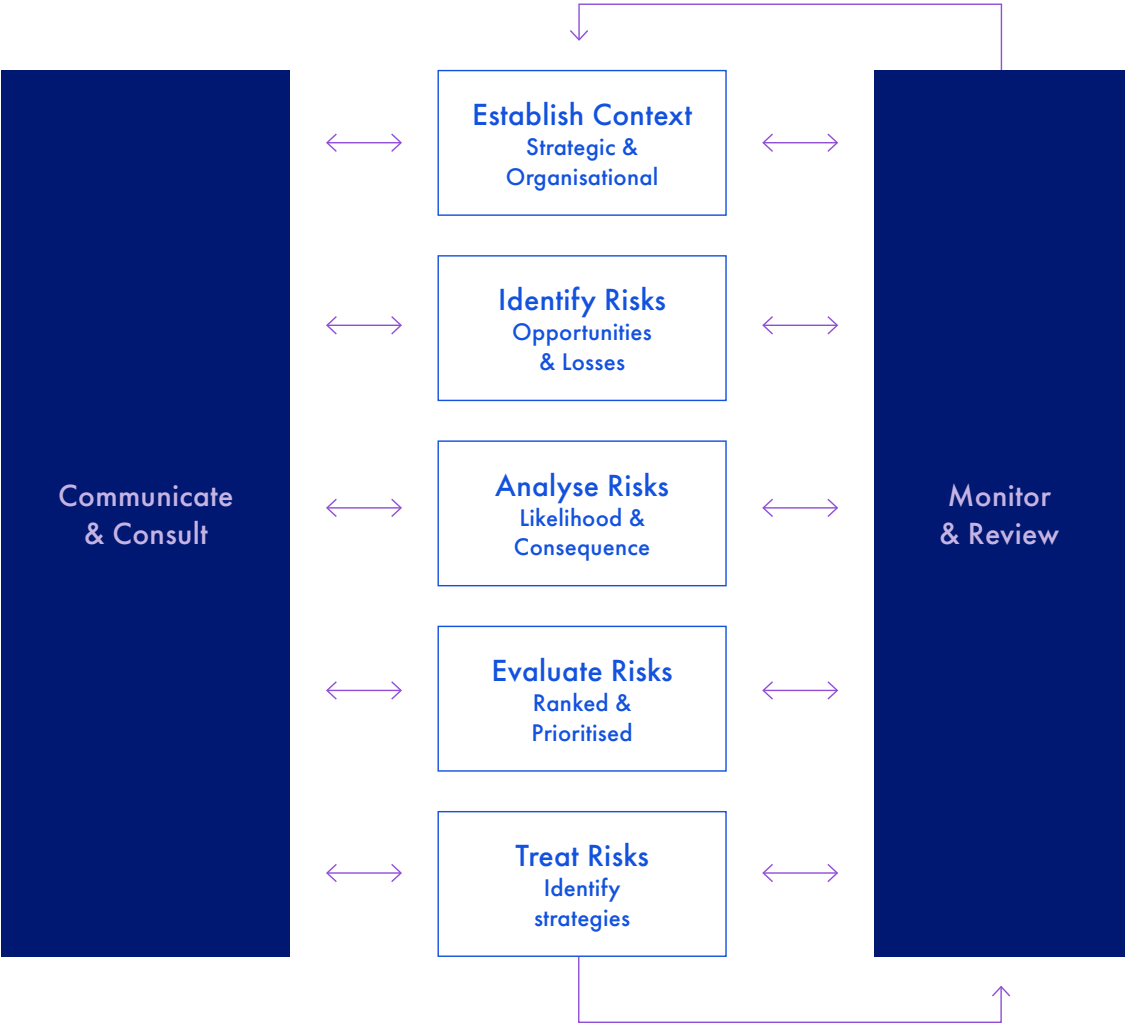 Communicate
& Consult
Establish Context
Strategic &
Organisational
Identify Risks
Opportunities
& Losses
Analyse Risks
Likelihood &
Consequence
Evaluate Risks
Ranked &
Prioritised
Treat Risks
Identify
strategies
Monitor
& Review